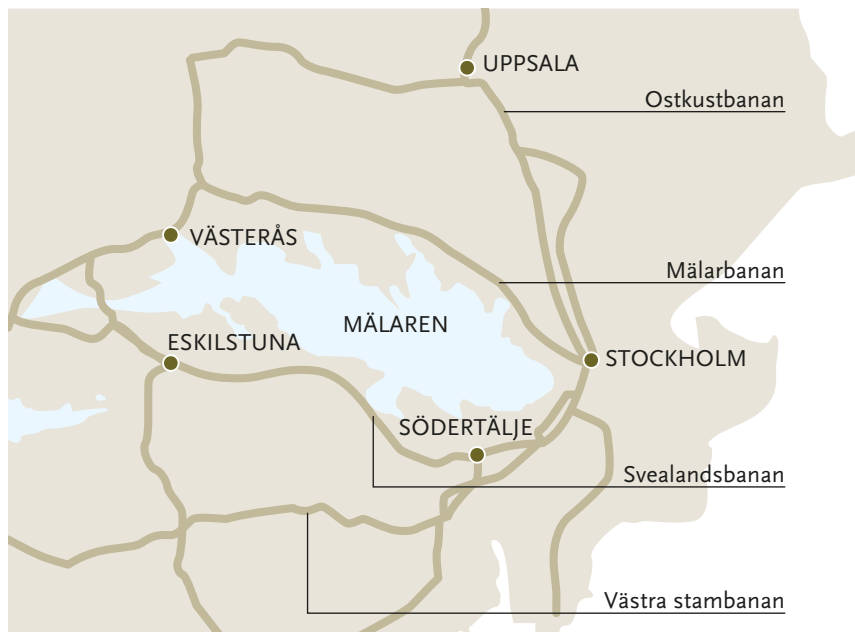 UPPSALA
Ostkustbanan
VÄSTERÅS
Mälarbanan
MÄLAREN
ESKILSTUNA
STOCKHOLM
SÖDERTÄLJE
Svealandsbanan
Västra stambanan